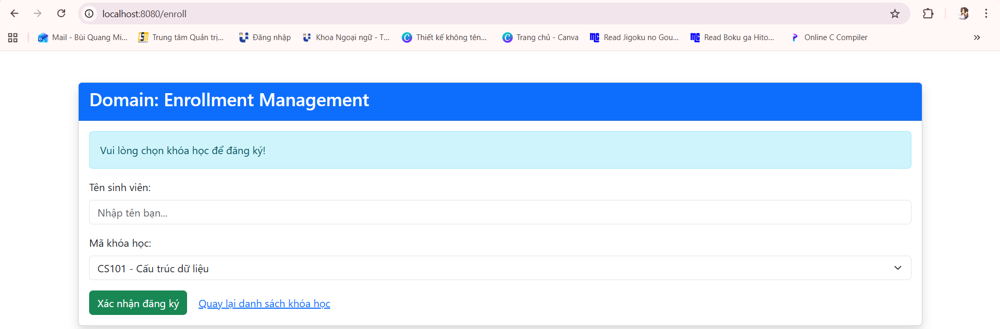 localhost:8080/enroll
Mail - Bùi Quang Mi... Trung tâm Quản trị... Đăng nhập Khoa Ngoại ngữ - T... Thiết kế không tên... Trang chủ - Canva Read Jigoku no Gou... Read Boku ga Hito... Online C Compiler
Domain: Enrollment Management
Vui lòng chọn khóa học để đăng ký!
Tên sinh viên:
Nhập tên bạn...
Mã khóa học:
CS101 - Cấu trúc dữ liệu
Xác nhận đăng ký Quay lại danh sách khóa học